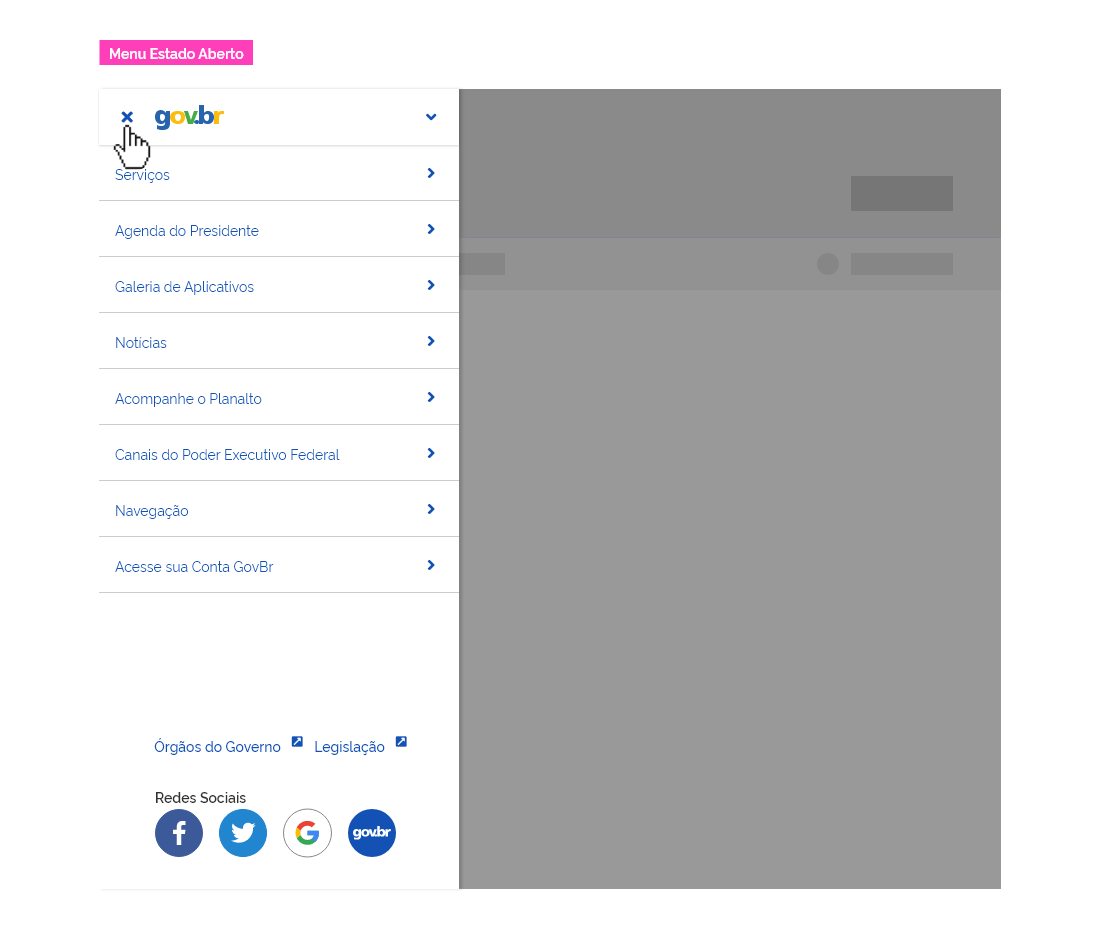 Menu Estado Aberto
gov.br
Serviços
Agenda do Presidente
Galeria de Aplicativos
Notícias
Acompanhe o Planalto
Canais do Poder Executivo Federal
Navegação
Acesse sua Conta GovBr
Órgãos do Governo Legislação
Redes Sociais
gov.br